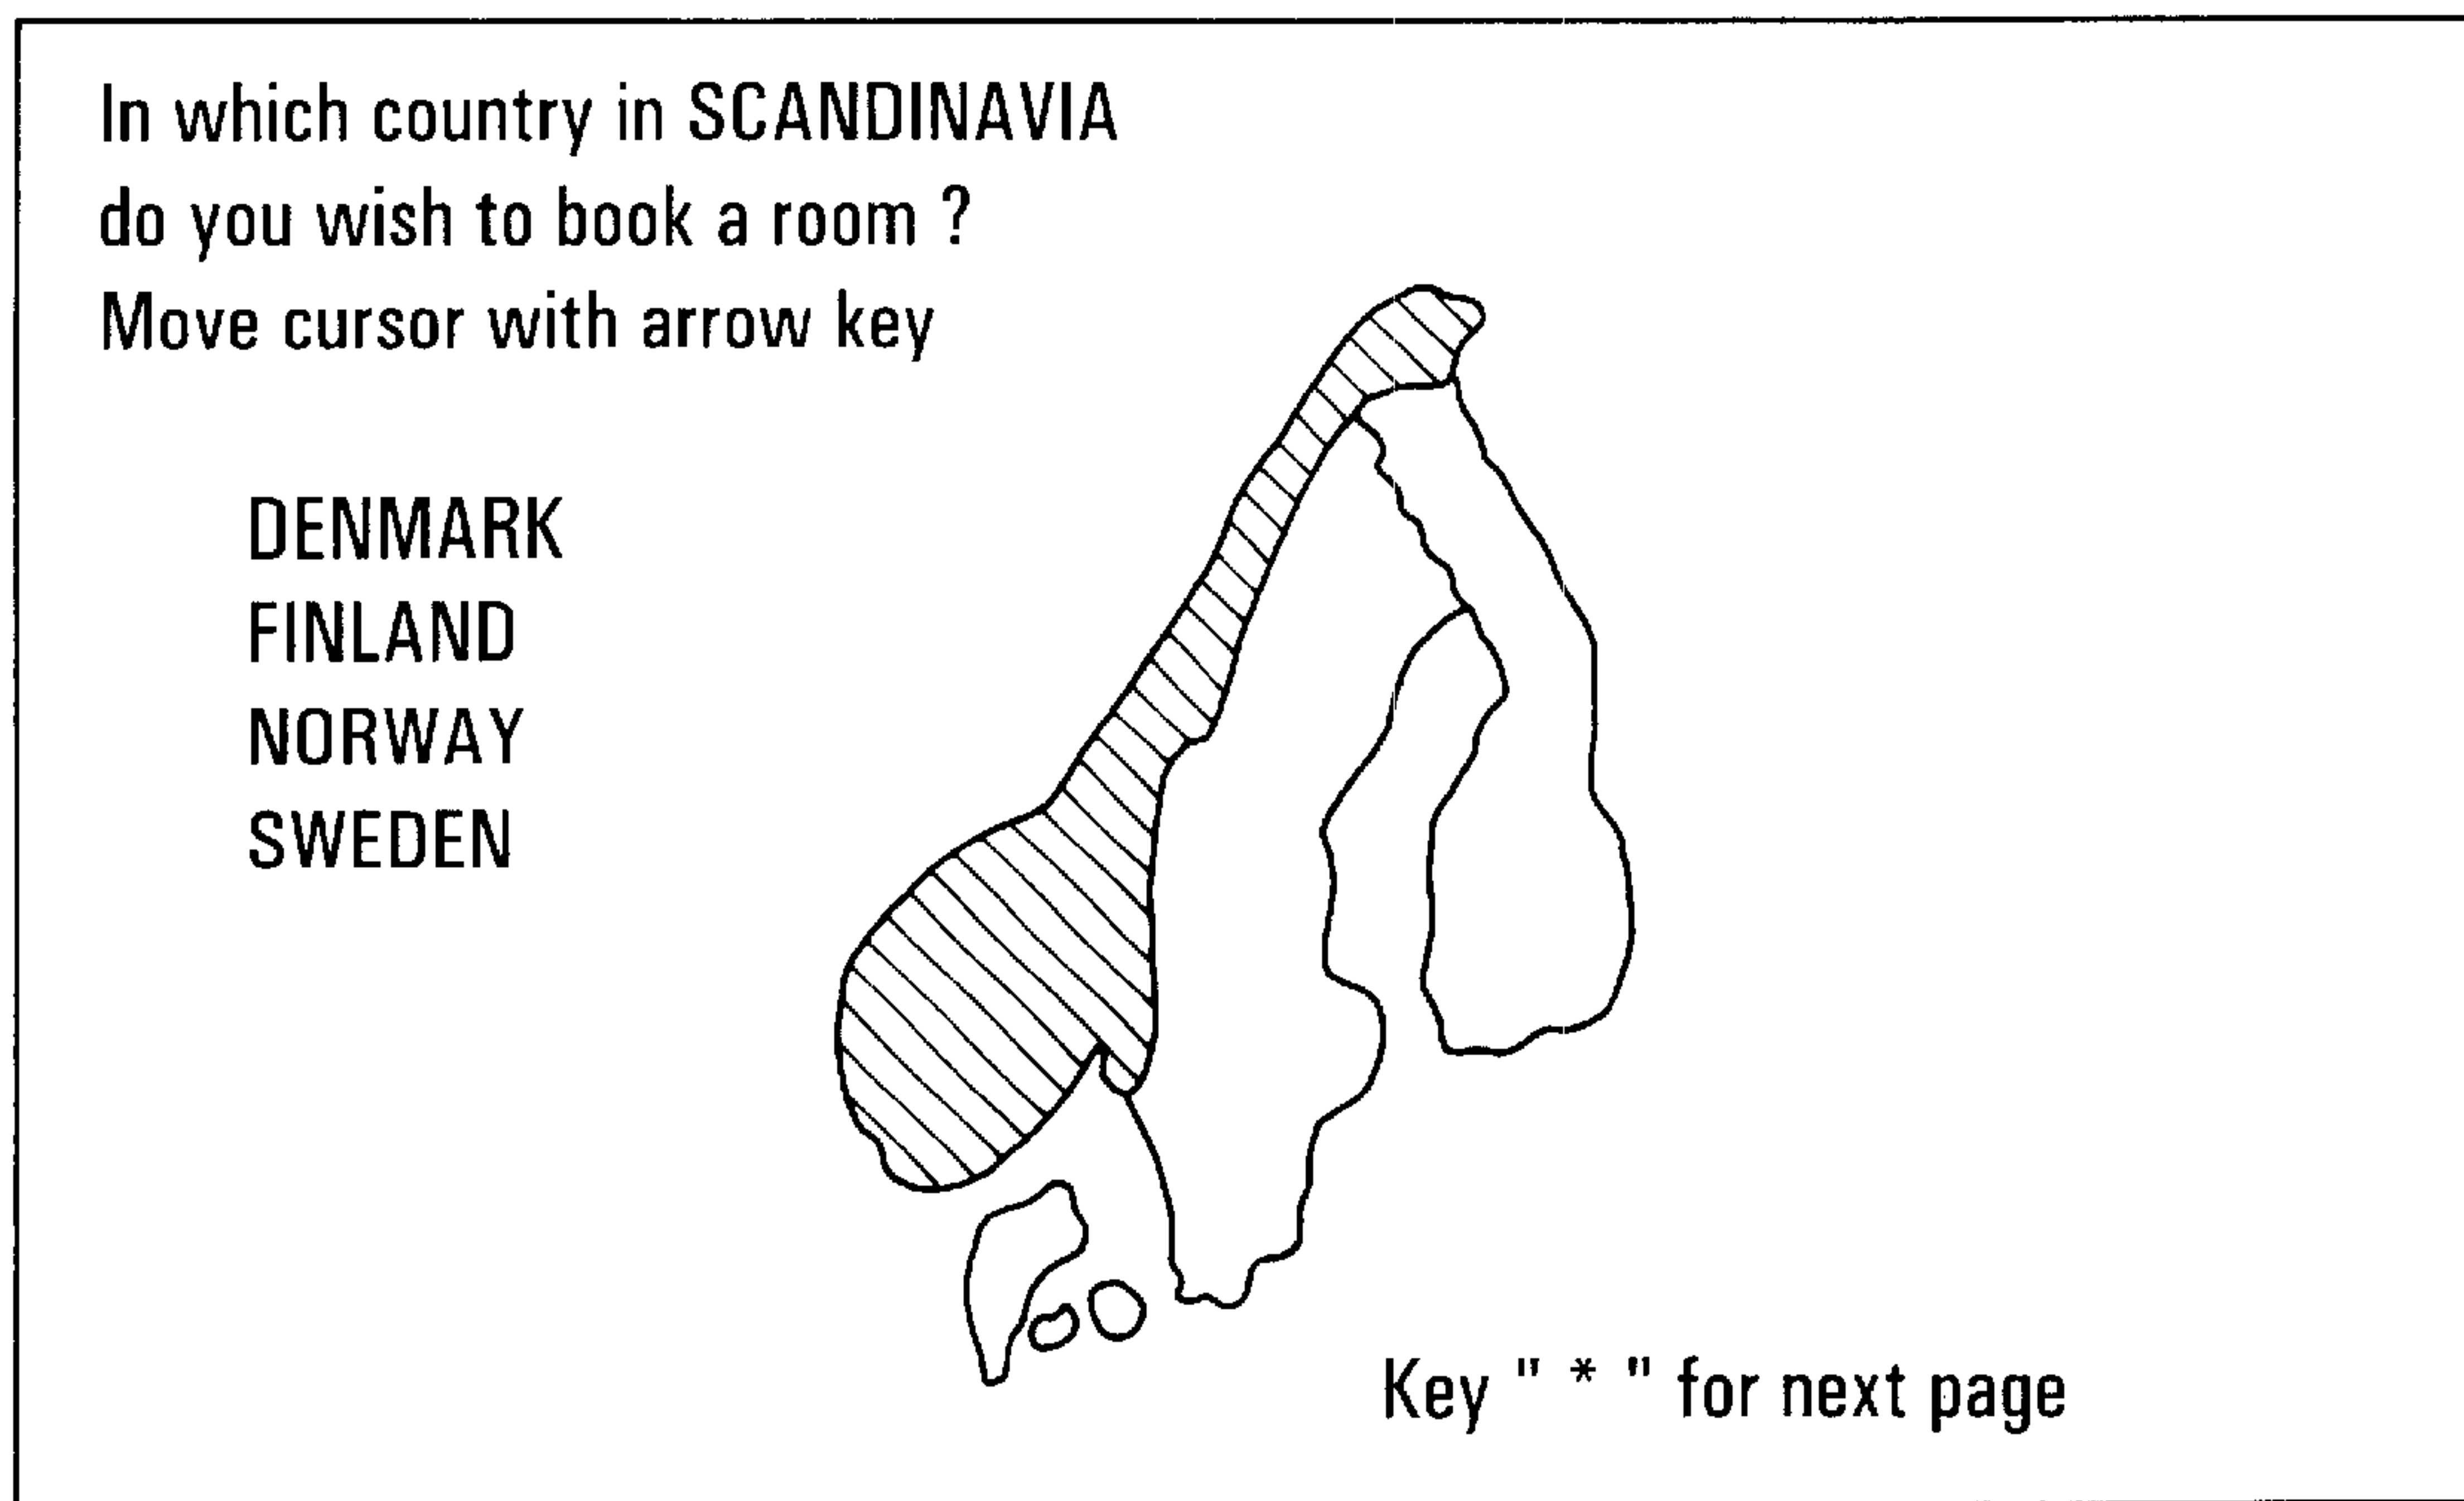 In which country in SCANDINAVIA
do you wish to book a room ?
Move cursor with arrow key
DENMARK
FINLAND
NORWAY
SWEDEN
Key " * " for next page